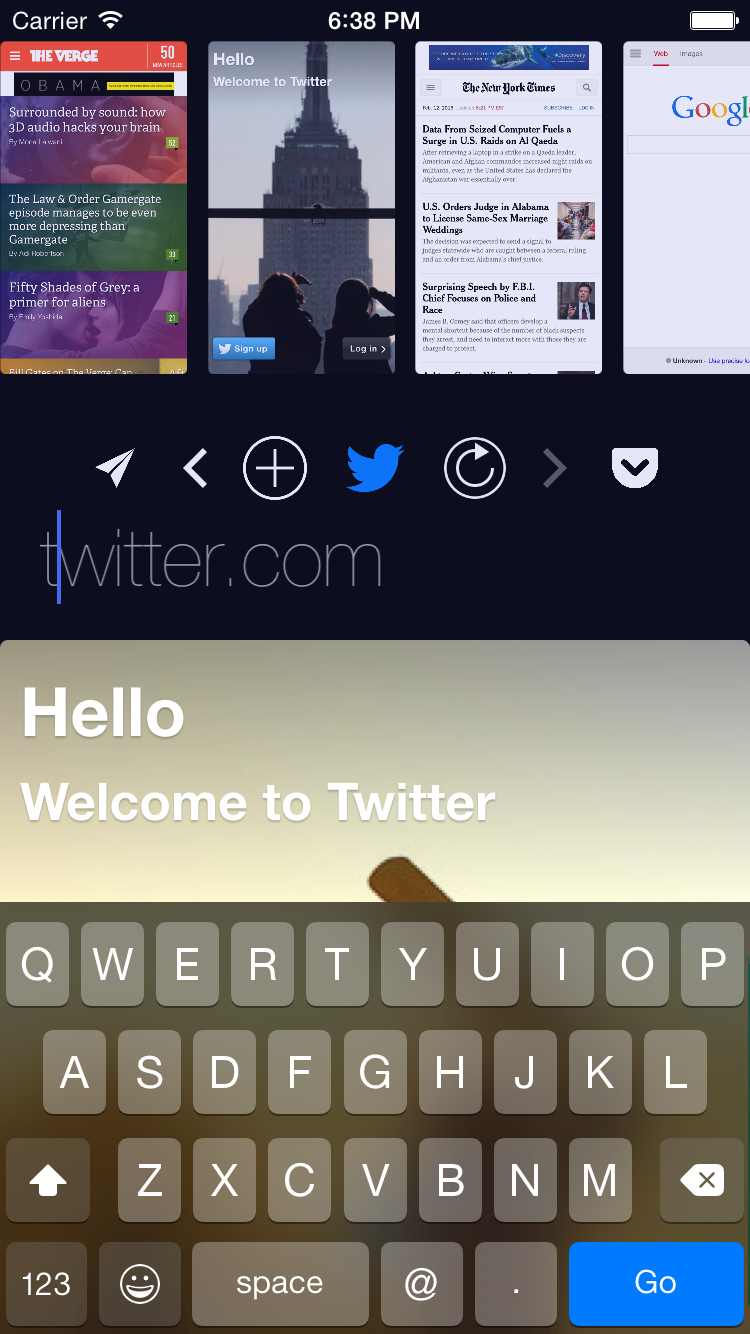 Carrier
6:38 PM
THE VERGE
50
NEW ARTICLES
OBAMA
Surrounded by sound: how
3D audio hacks your brain
By Mona Lalwani
52
The Law & Order Gamergate
episode manages to be even
more depressing than
Gamergate
By Adi Robertson
33
Fifty Shades of Grey: a
primer for aliens
By Emily Yoshida
21
Bill Gates on The Verge: Can
Hello
Welcome to Twitter
Sign up
Log in
#Discovery
The New York Times
SUBSCRIBE
LOG IN
Data From Seized Computer Fuels a
Surge in U.S. Raids on Al Qaeda
After retrieving a laptop in a strike on a Qaeda leader,
American and Afghan commandos increased night raids on
militants, even as the United States has declared the
Afghanistan war essentially over.
U.S. Orders Judge in Alabama
to License Same-Sex Marriage
Weddings
The decision was expected to send a signal to
judges statewide who are caught between a federal ruling
and an order from Alabama's chief justice.
Surprising Speech by F.B.I.
Chief Focuses on Police and
Race
James B. Comey said that officers develop a
mental shortcut because of the number of black suspects
they arrest, and need to interact more with those they are
charged to protect.
Web
Images
Google
Unknown - Use precise lo
twitter.com
Hello
Welcome to Twitter
Q W E R T Y U I O P
A S D F G H J K L
Z X C V B N M
123
space
@
.
Go